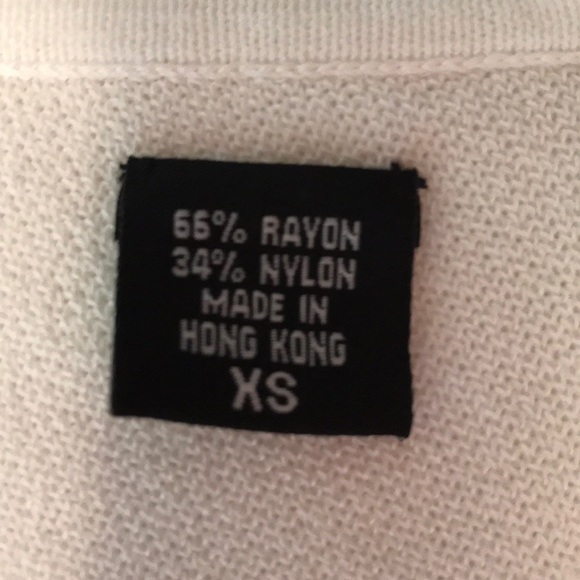 66% RAYON
34% NYLON
MADE IN
HONG KONG
XS